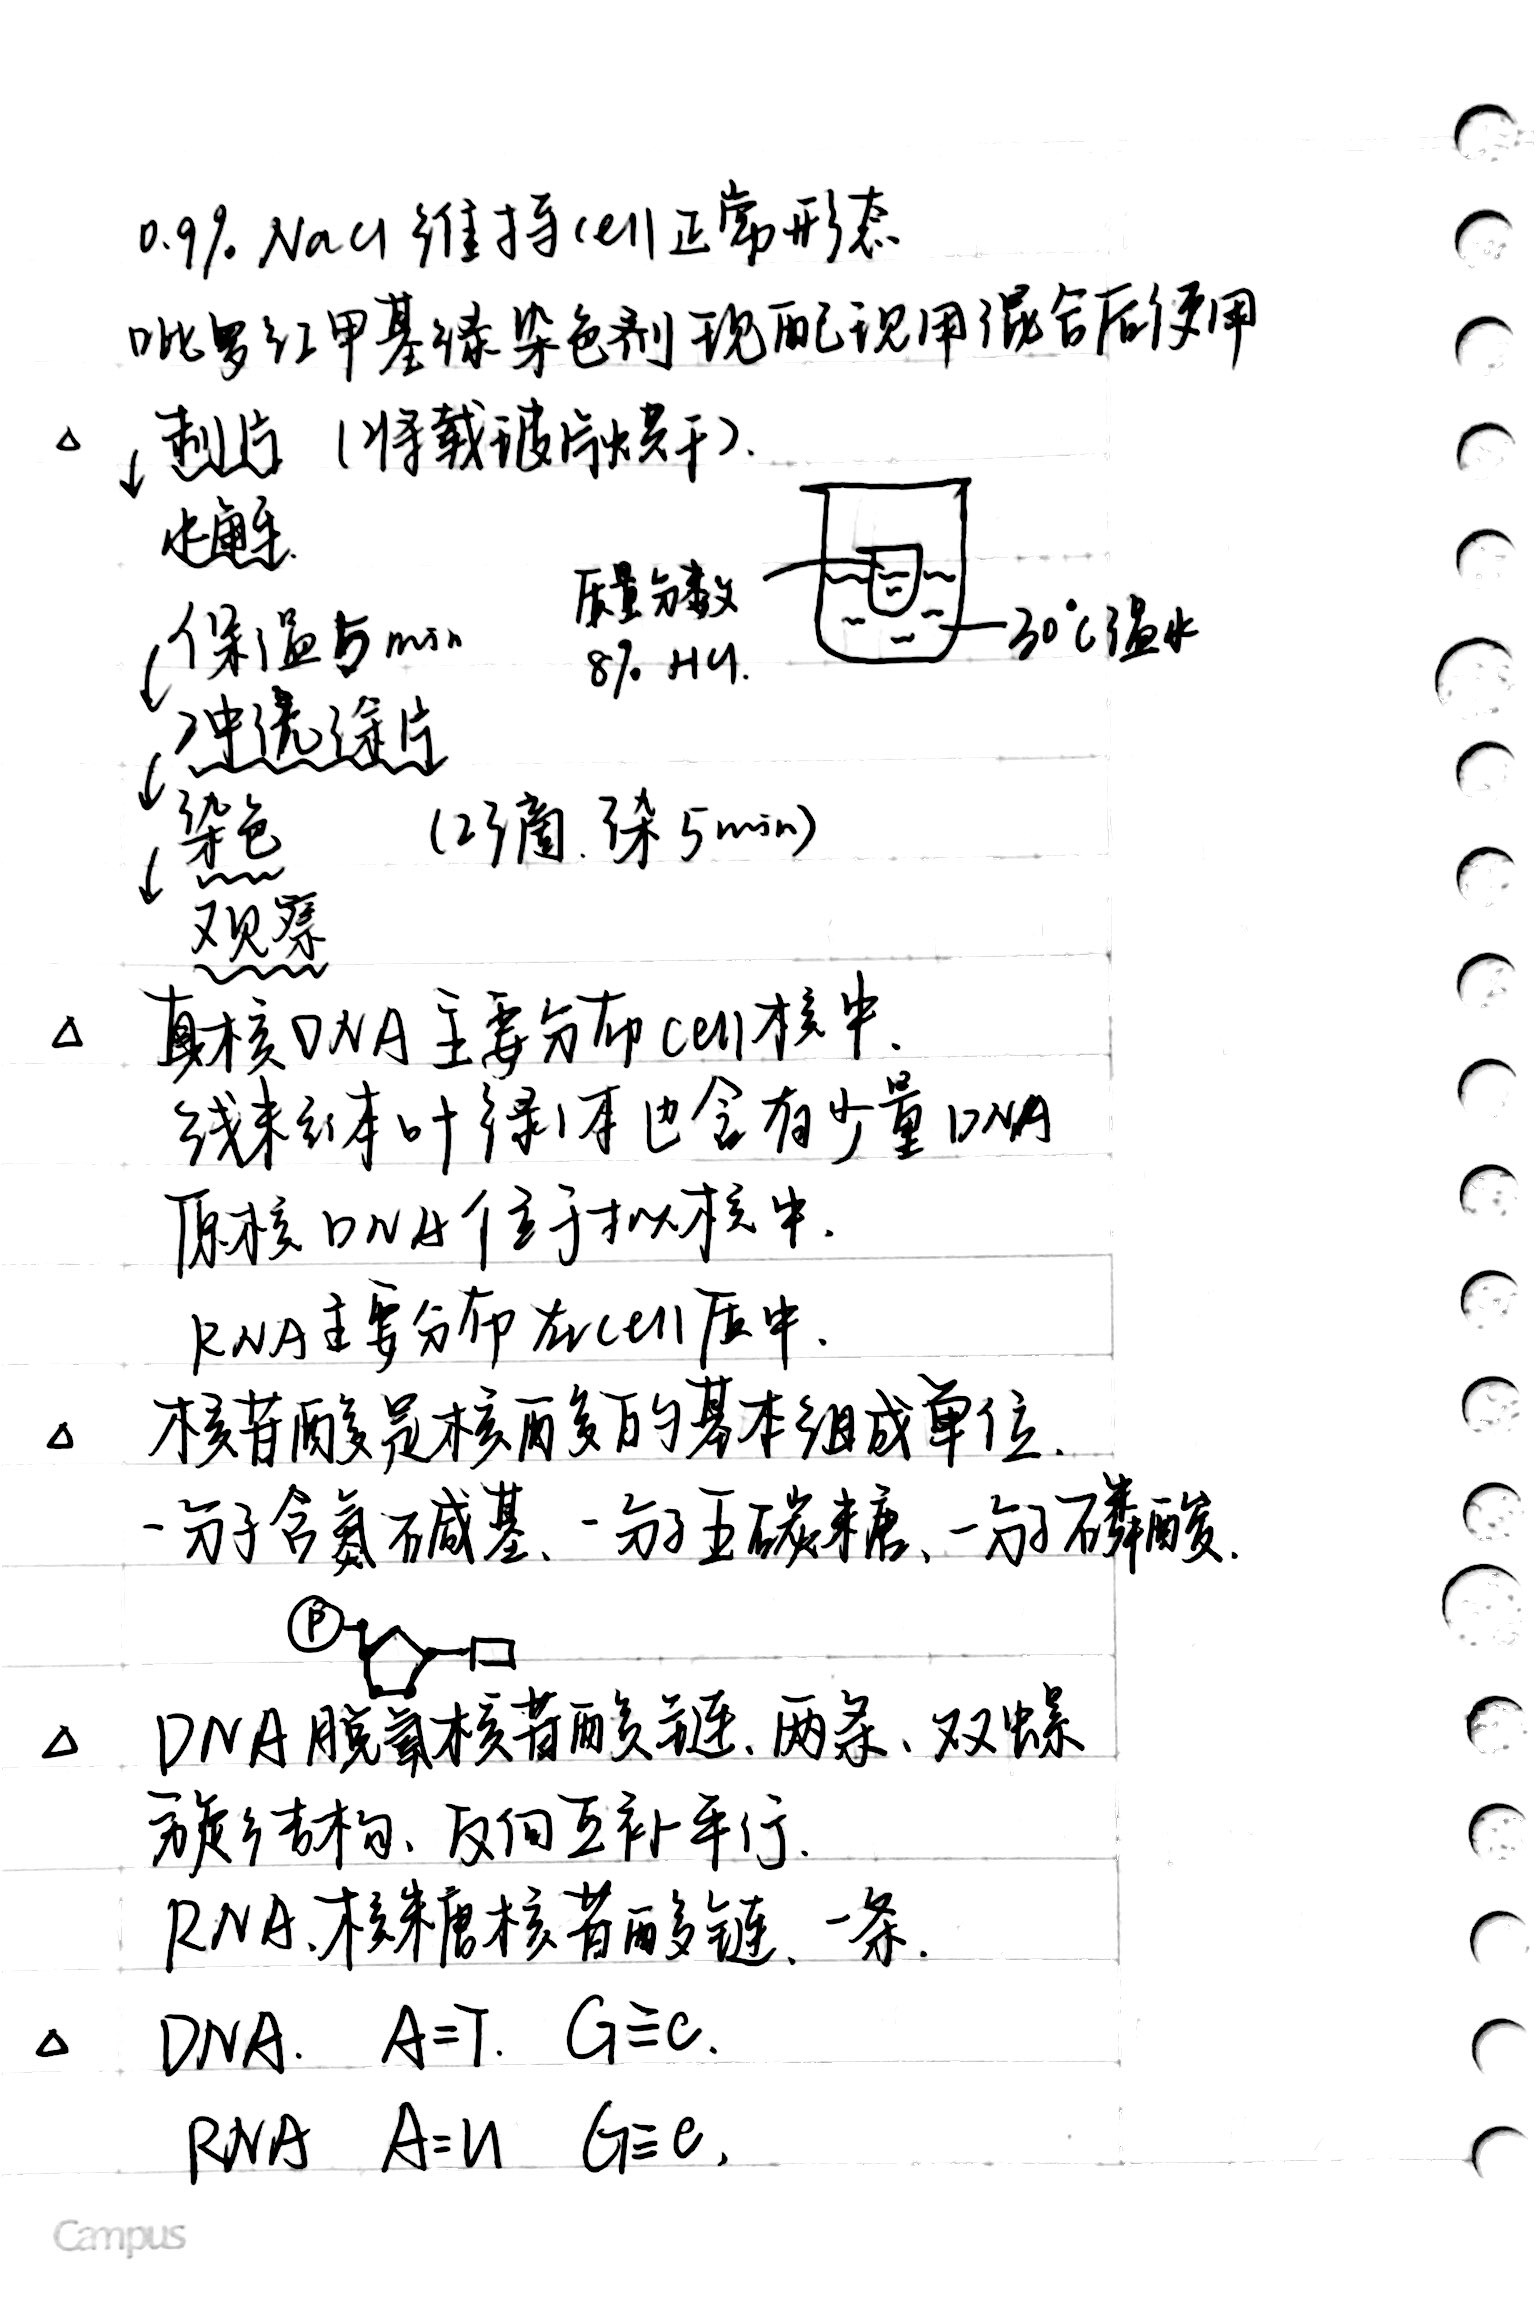 0.9% NaCl 维持cell正常形态
吡罗红甲基绿染色剂现配现用混合后使用
△ 制片 (将载玻片烘干).
↓
水解.
保温5min
质量分数
8% HCl.
30℃温水
↓
冲洗涂片
↓
染色 (2滴.染5min)
↓
观察
△ 真核DNA主要分布cell核中.
线粒体叶绿体也含有少量DNA
原核DNA位于拟核中.
RNA主要分布在cell质中.
△ 核苷酸是核酸的基本组成单位.
一分子含氮碱基、一分子五碳糖、一分子磷酸.
P
△ DNA脱氧核苷酸链、两条、双螺
旋结构、反向互补平行.
RNA、核糖核苷酸链、一条.
△ DNA. A=T. G≡C.
RNA A=U G≡C.
Campus